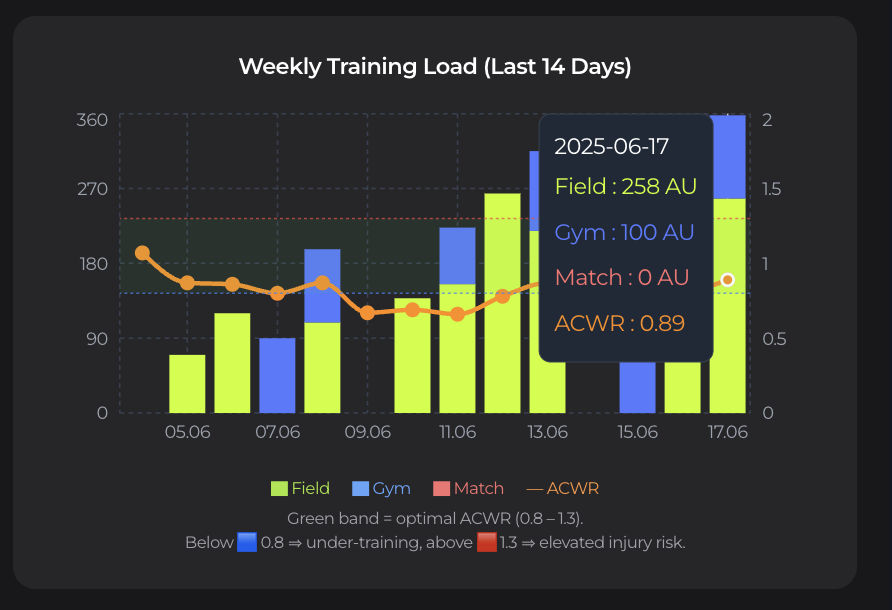 Weekly Training Load (Last 14 Days)
360
270
180
90
0
2
1.5
1
0.5
0
2025-06-17
Field : 258 AU
Gym : 100 AU
Match : 0 AU
ACWR : 0.89
05.06 07.06 09.06 11.06 13.06 15.06 17.06
Field Gym Match ACWR
Green band = optimal ACWR (0.8 – 1.3).
Below 🟦 0.8 ⇒ under-training, above 🟥 1.3 ⇒ elevated injury risk.